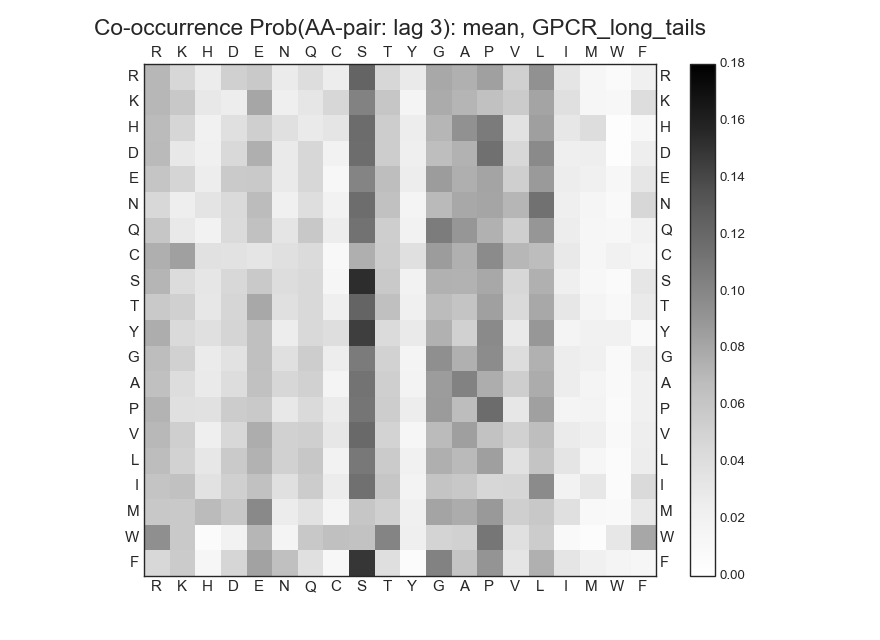 Co-occurrence Prob(AA-pair: lag 3): mean, GPCR_long_tails
R K H D E N Q C S T Y G A P V L I M W F
R R
K K
H H
D D
E E
N N
Q Q
C C
S S
T T
Y Y
G G
A A
P P
V V
L L
I I
M M
W W
F F
R K H D E N Q C S T Y G A P V L I M W F
0.18
0.16
0.14
0.12
0.10
0.08
0.06
0.04
0.02
0.00